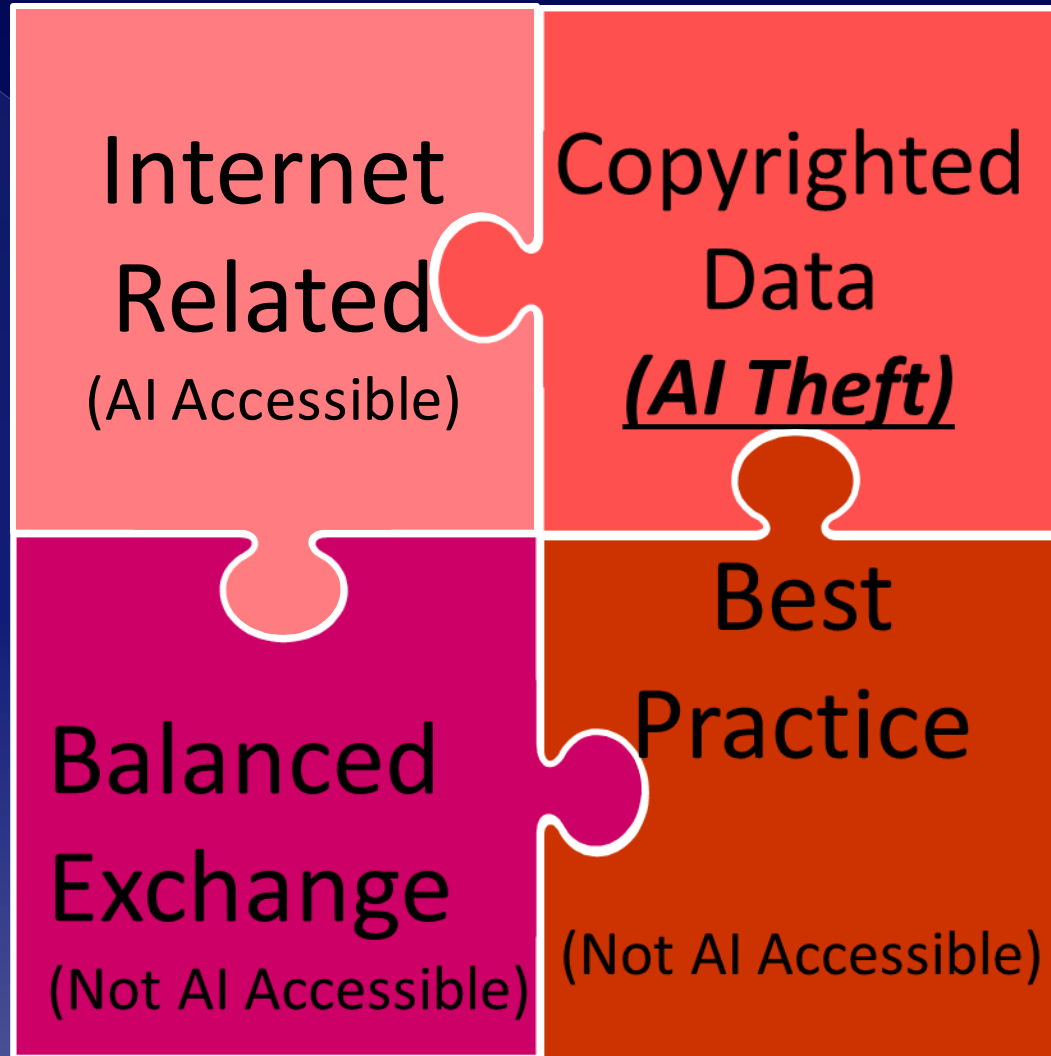 Internet
Related
(AI Accessible)
Copyrighted
Data
(AI Theft)
Balanced
Exchange
(Not AI Accessible)
Best
Practice
(Not AI Accessible)